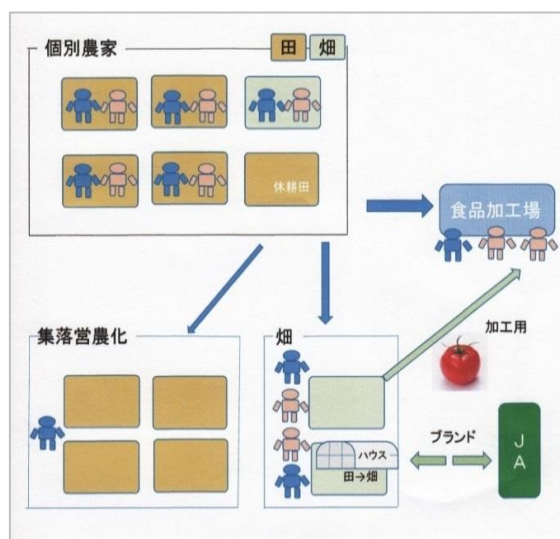 個別農家
田 畑
休耕田
食品加工場
集落営農化
畑
加工用
ハウス
田→畑
ブランド
JA